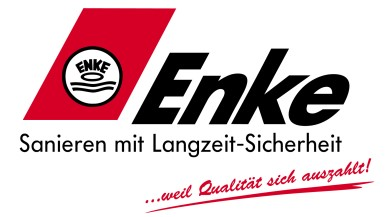 ENKE
Enke
Sanieren mit Langzeit-Sicherheit
...weil Qualität sich auszahlt!